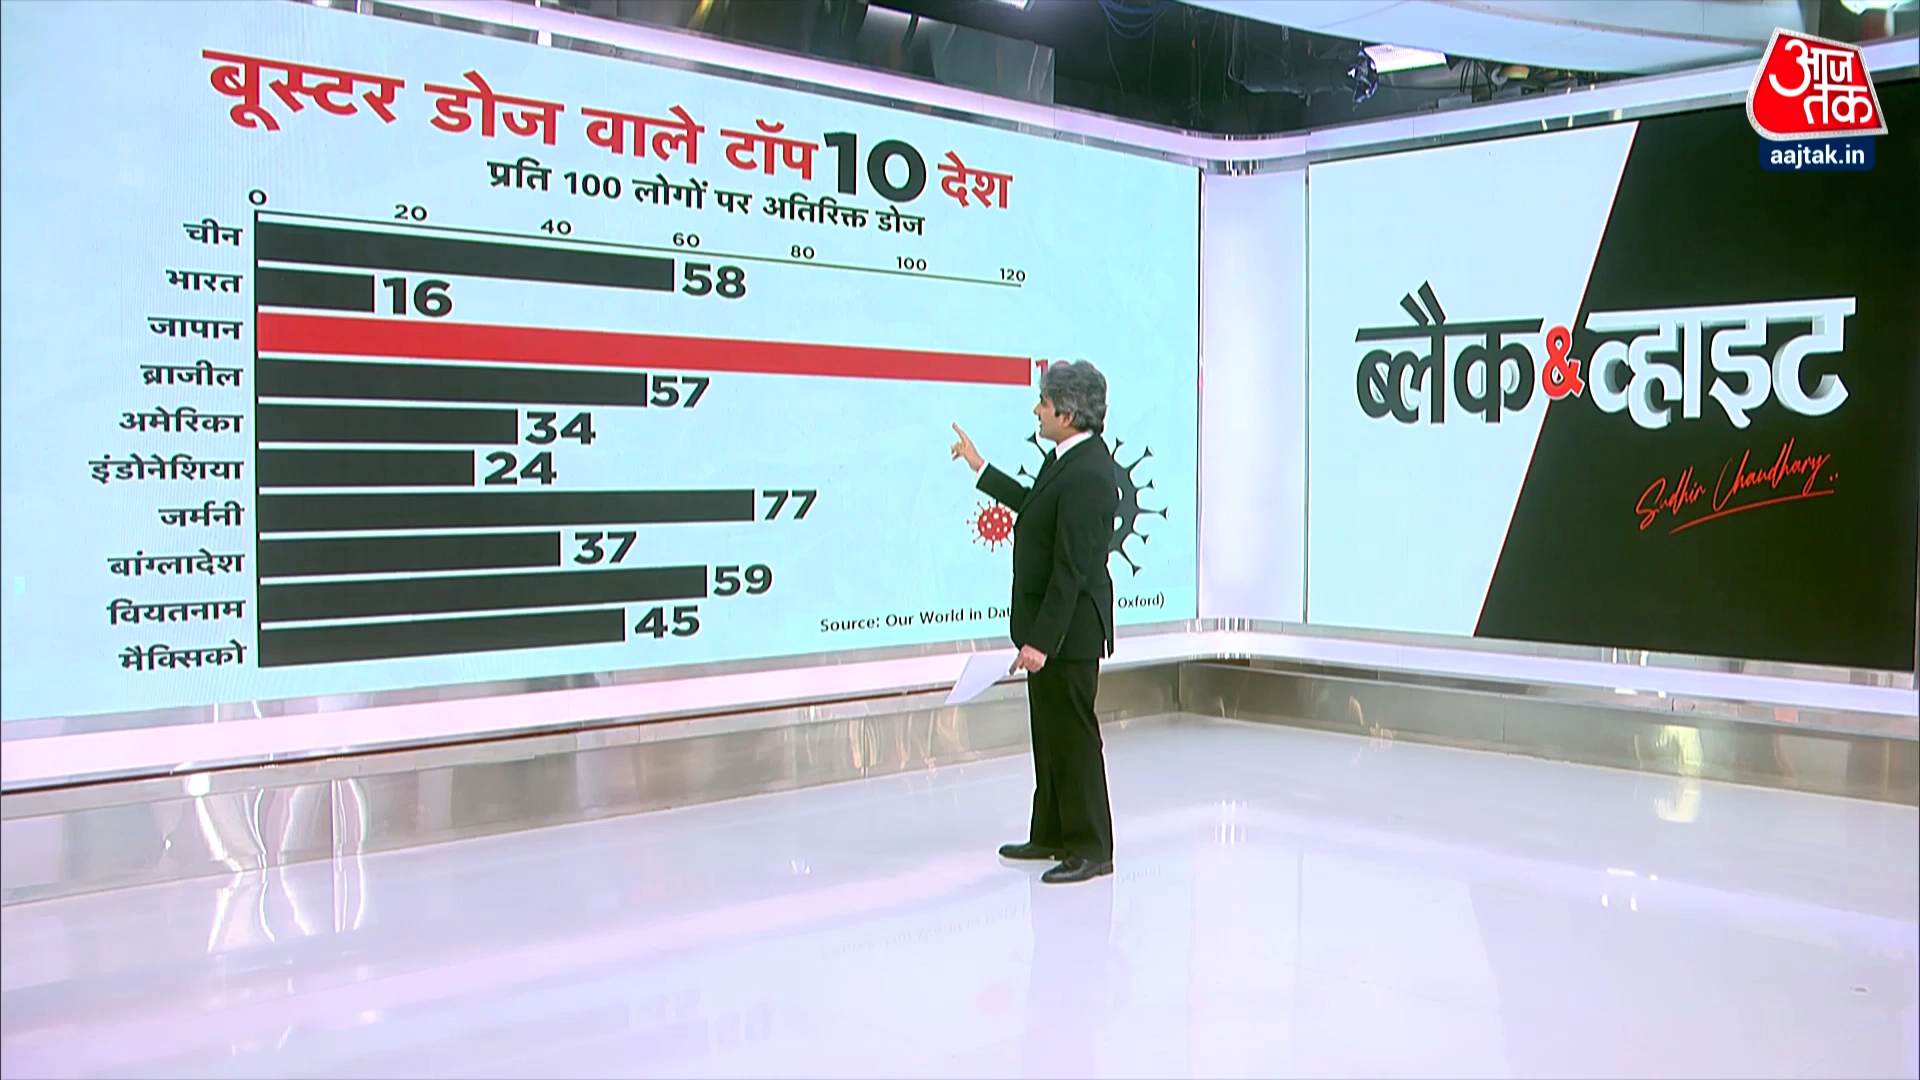 बूस्टर डोज वाले टॉप 10 देश
प्रति 100 लोगों पर अतिरिक्त डोज
0 20 40 60 80 100 120
चीन 58
भारत 16
जापान
ब्राजील 57
अमेरिका 34
इंडोनेशिया 24
जर्मनी 77
बांग्लादेश 37
वियतनाम 59
मैक्सिको 45
Source: Our World in Oxford)
आज तक
aajtak.in
ब्लैक & व्हाइट
Sudhir Chaudhary..